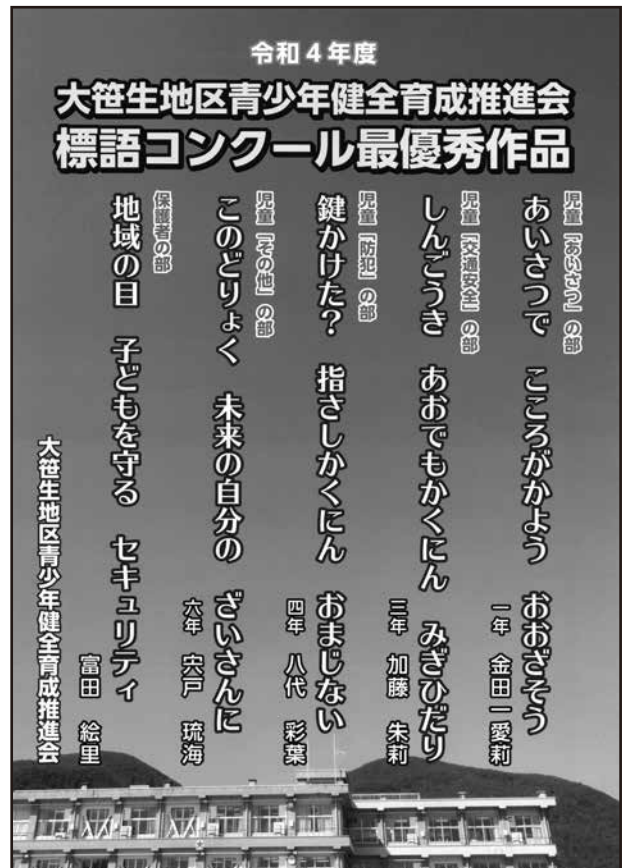 令和4年度
大笹生地区青少年健全育成推進会
標語コンクール最優秀作品
児童「あいさつ」の部
あいさつで　こころがかよう　おおざそう
一年　金田一愛莉
児童「交通安全」の部
しんごうき　あおでもかくにん　みぎひだり
三年　加藤　朱莉
児童「防犯」の部
鍵かけた？　指さしかくにん　おまじない
四年　八代　彩葉
児童「その他」の部
このどりょく　未来の自分の　ざいさんに
六年　宍戸　琉海
保護者の部
地域の目　子どもを守る　セキュリティ
富田　絵里
大笹生地区青少年健全育成推進会